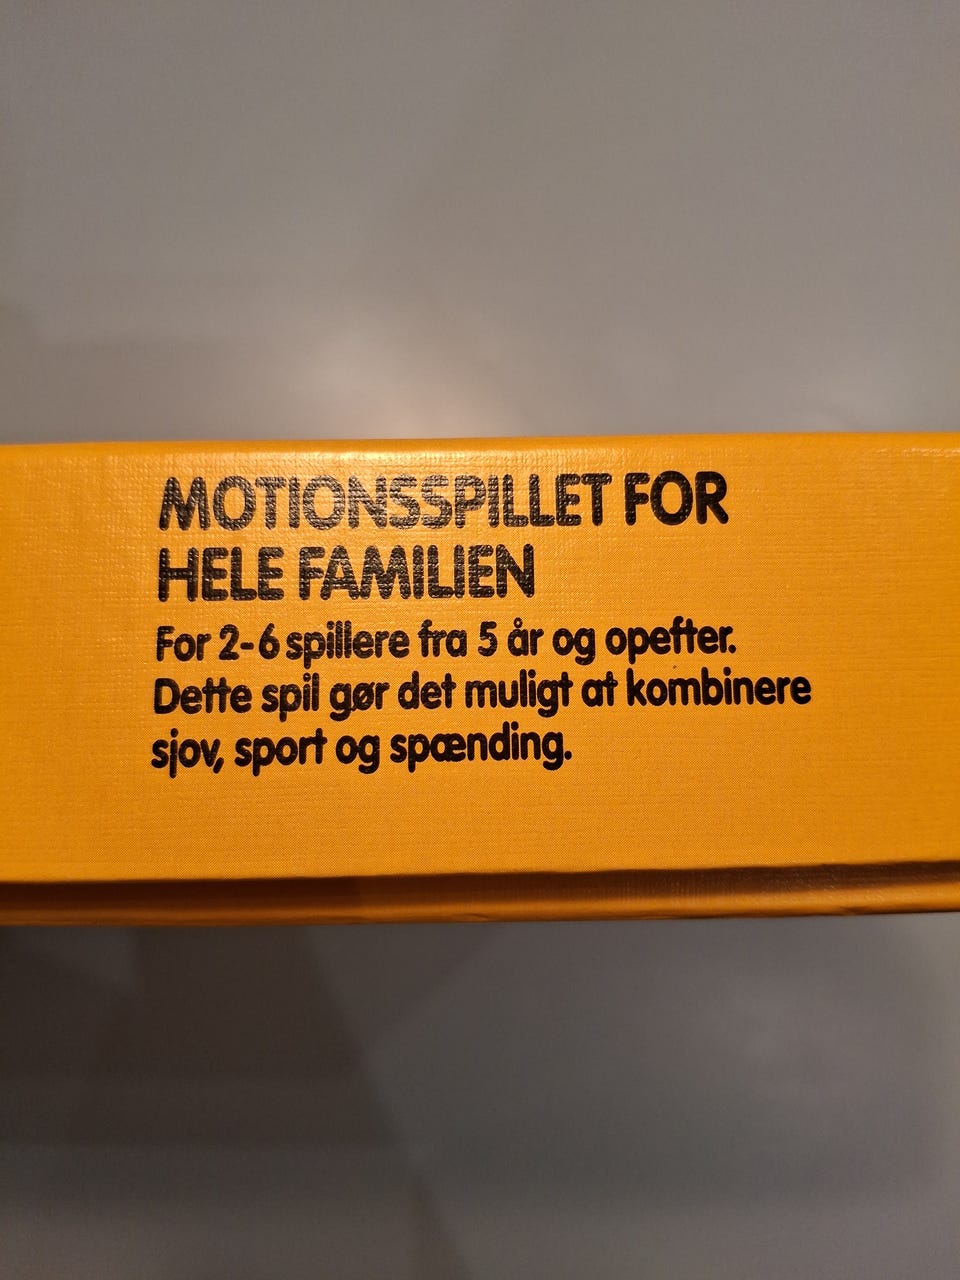 MOTIONSSPILLET FOR
HELE FAMILIEN
For 2-6 spillere fra 5 år og opefter.
Dette spil gør det muligt at kombinere
sjov, sport og spænding.